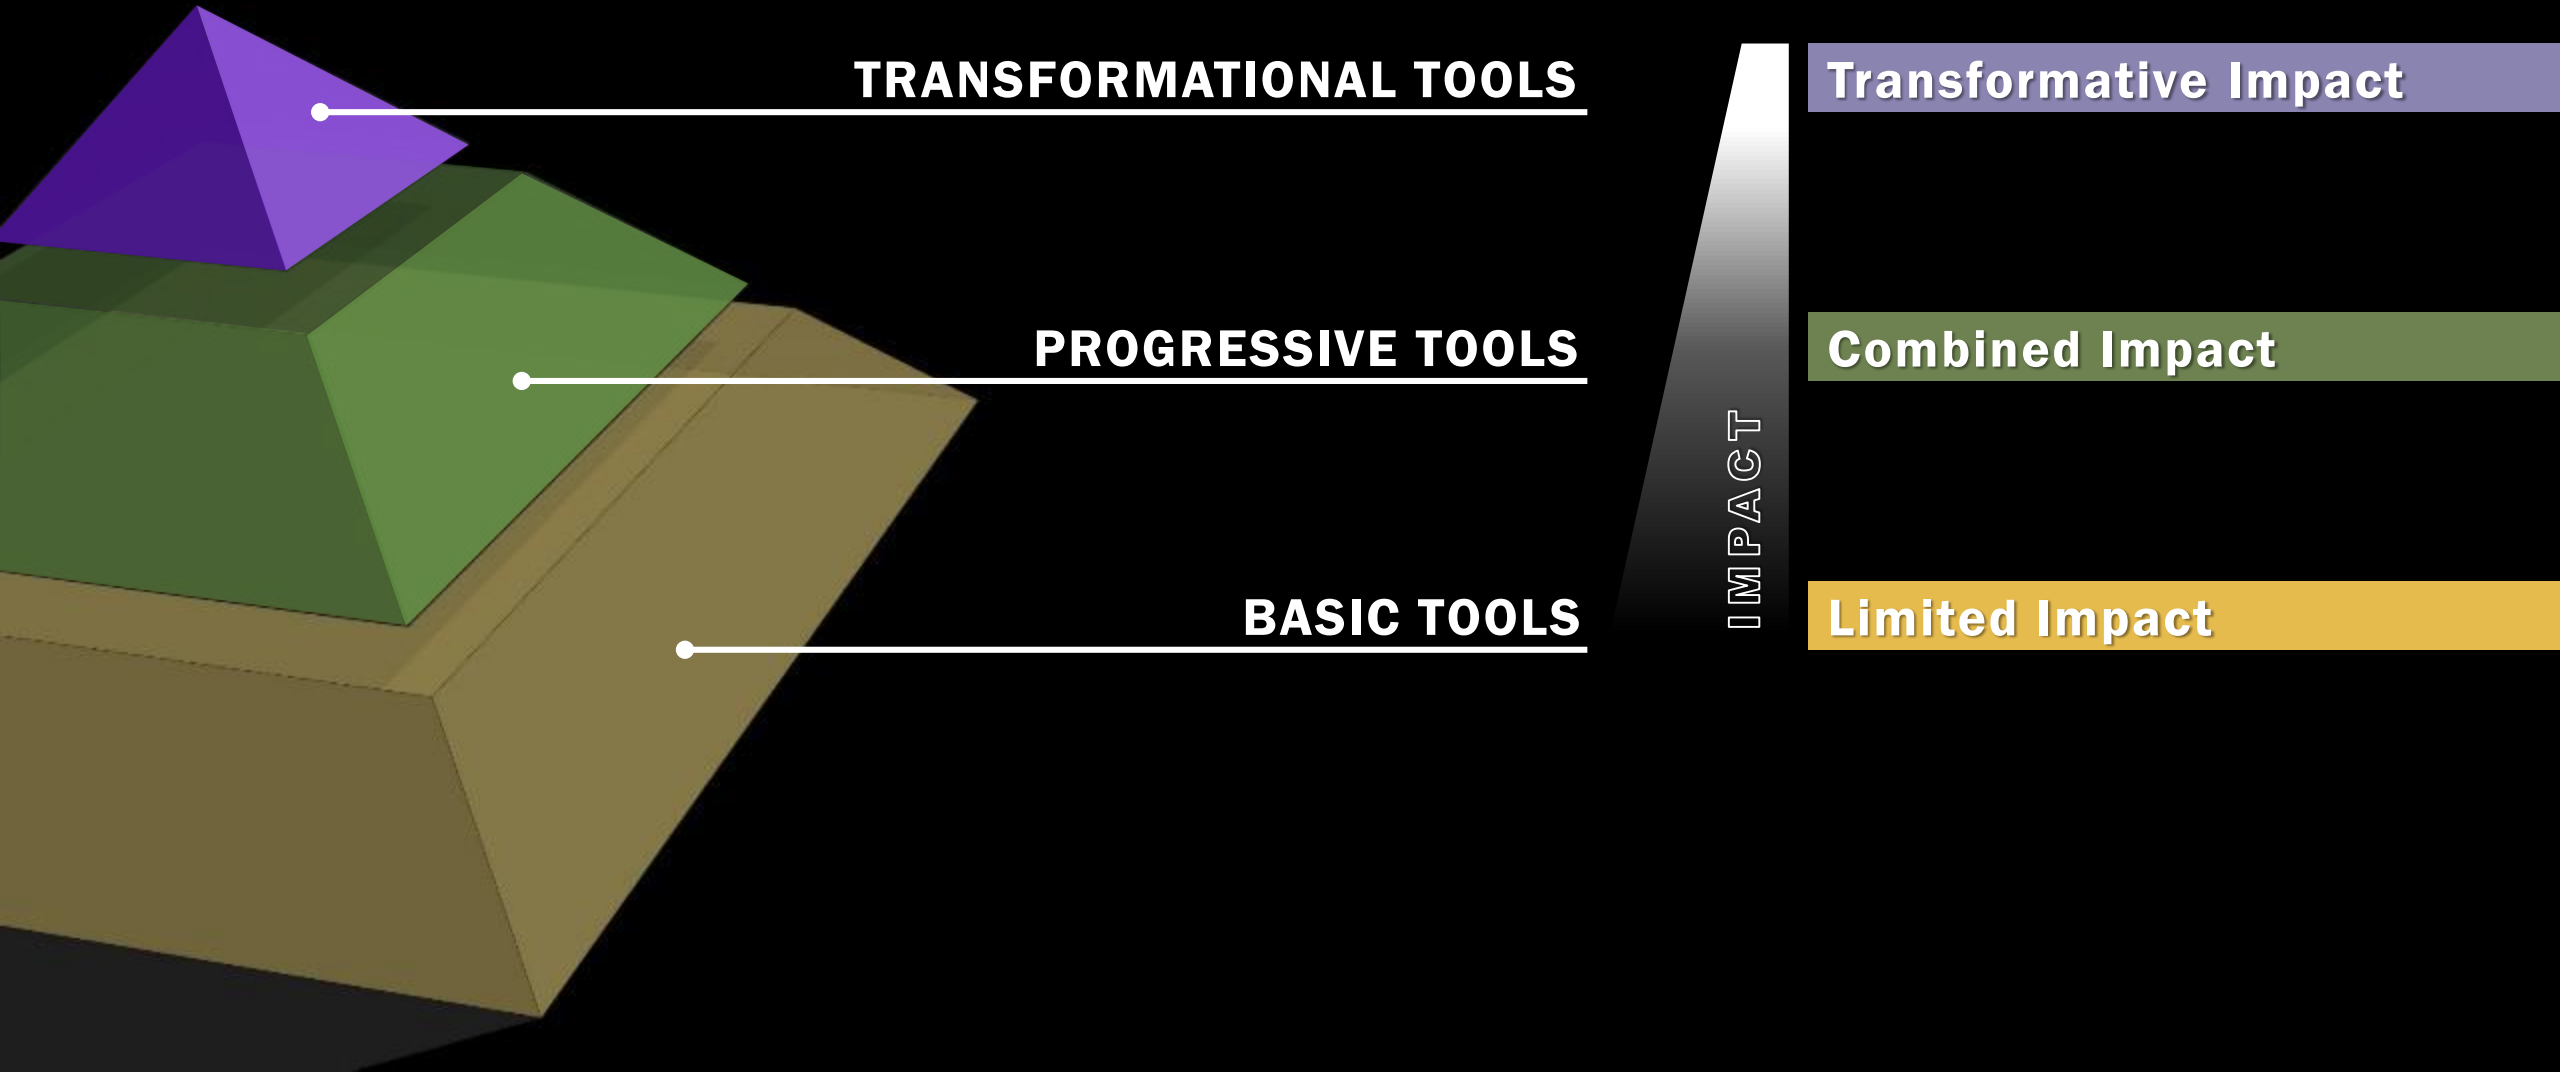 TRANSFORMATIONAL TOOLS
Transformative Impact
PROGRESSIVE TOOLS
Combined Impact
IMPACT
BASIC TOOLS
Limited Impact